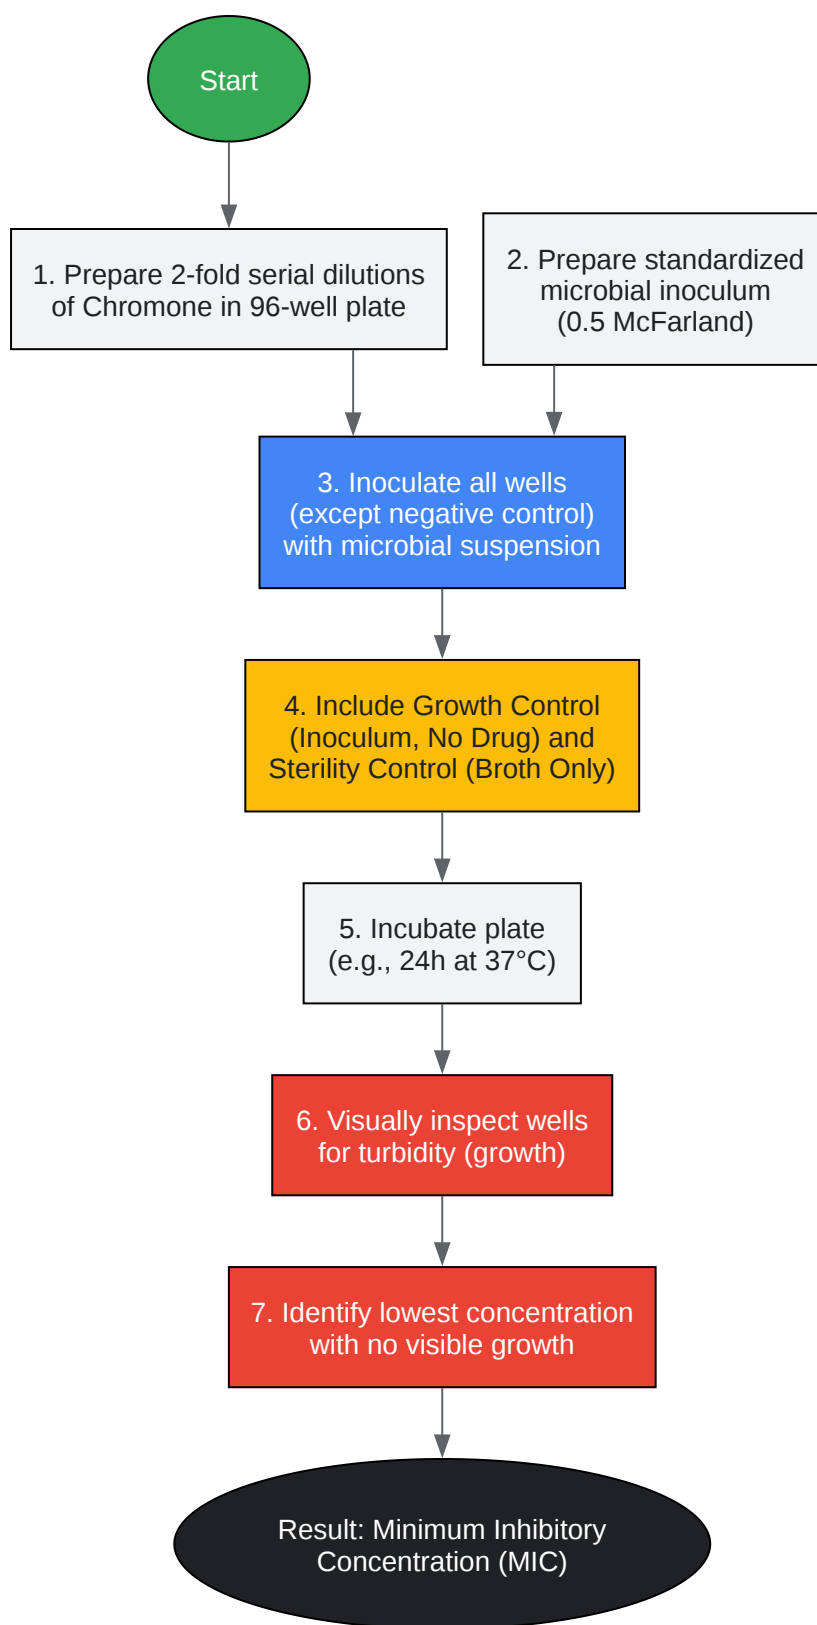 Start
1. Prepare 2-fold serial dilutions
of Chromone in 96-well plate
2. Prepare standardized
microbial inoculum
(0.5 McFarland)
3. Inoculate all wells
(except negative control)
with microbial suspension
4. Include Growth Control
(Inoculum, No Drug) and
Sterility Control (Broth Only)
5. Incubate plate
(e.g., 24h at 37°C)
6. Visually inspect wells
for turbidity (growth)
7. Identify lowest concentration
with no visible growth
Result: Minimum Inhibitory
Concentration (MIC)